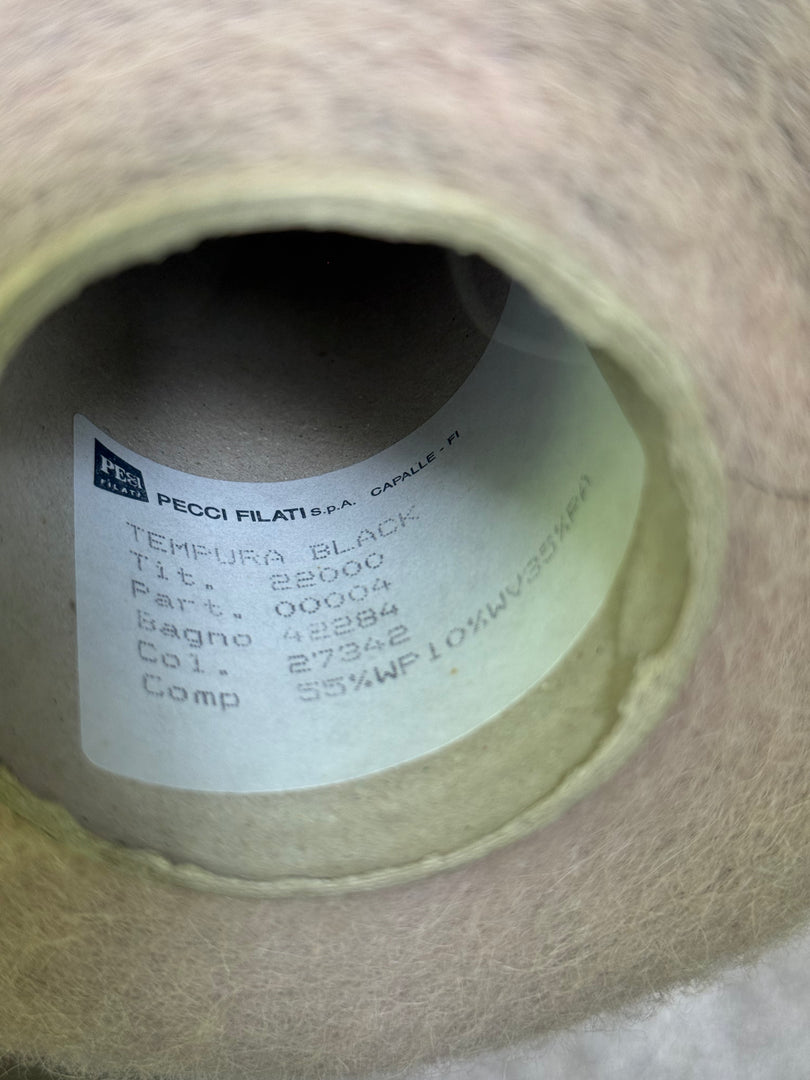 PECCI
FILATI
PECCI FILATI S.p.A. CAPALLE - FI
TEMPURA BLACK
Tit. 22000
Part. 00004
Bagno 42284
Col. 27342
Comp 55%WP10%WV35%PA